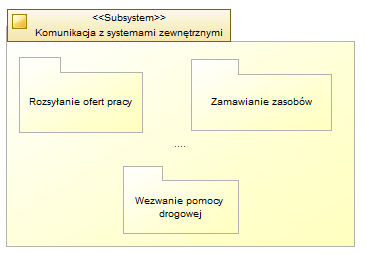 <<Subsystem>>
Komunikacja z systemami zewnętrznymi
Rozsyłanie ofert pracy
Zamawianie zasobów
....
Wezwanie pomocy
drogowej